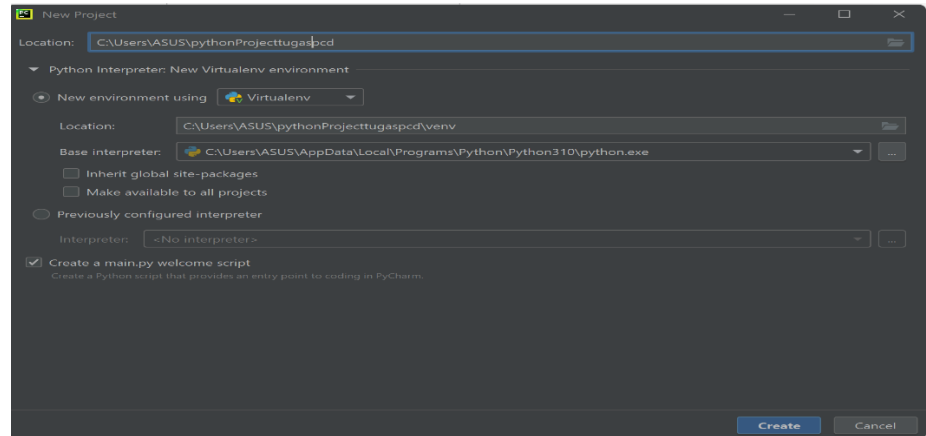 New Project
Location: C:\Users\ASUS\pythonProjecttugaspcd
Python Interpreter: New Virtualenv environment
New environment using Virtualenv
Location: C:\Users\ASUS\pythonProjecttugaspcd\venv
Base interpreter: C:\Users\ASUS\AppData\Local\Programs\Python\Python310\python.exe ...
Inherit global site-packages
Make available to all projects
Previously configured interpreter
Interpreter: <No interpreter> ...
Create a main.py welcome script
Create a Python script that provides an entry point to coding in PyCharm.
Create Cancel